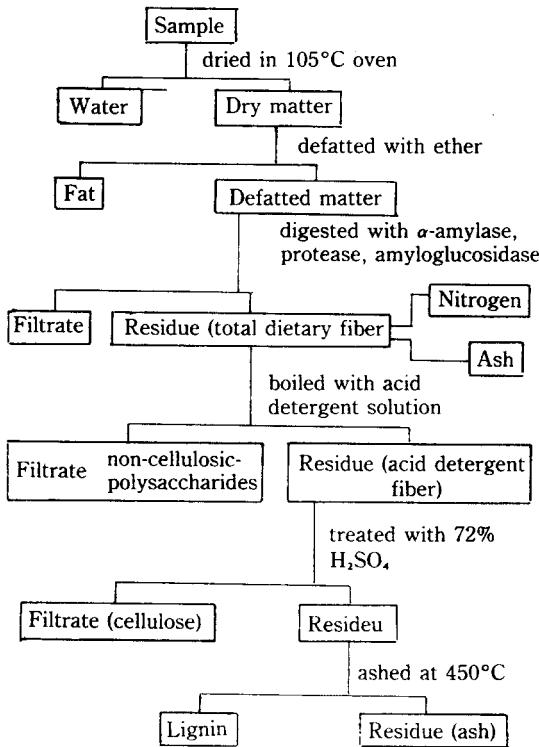 Sample
dried in 105°C oven
Water
Dry matter
defatted with ether
Fat
Defatted matter
digested with α-amylase,
protease, amyloglucosidase
Filtrate
Residue (total dietary fiber
Nitrogen
Ash
boiled with acid
detergent solution
Filtrate non-cellulosic-
polysaccharides
Residue (acid detergent
fiber)
treated with 72%
H₂SO₄
Filtrate (cellulose)
Resideu
ashed at 450°C
Lignin
Residue (ash)